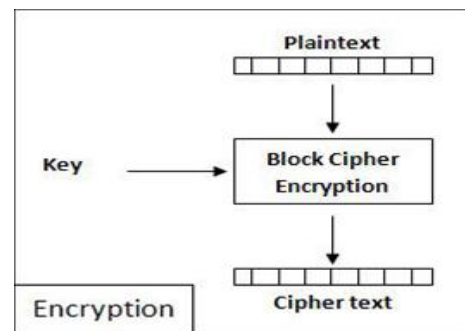 Plaintext
Key
Block Cipher
Encryption
Cipher text
Encryption